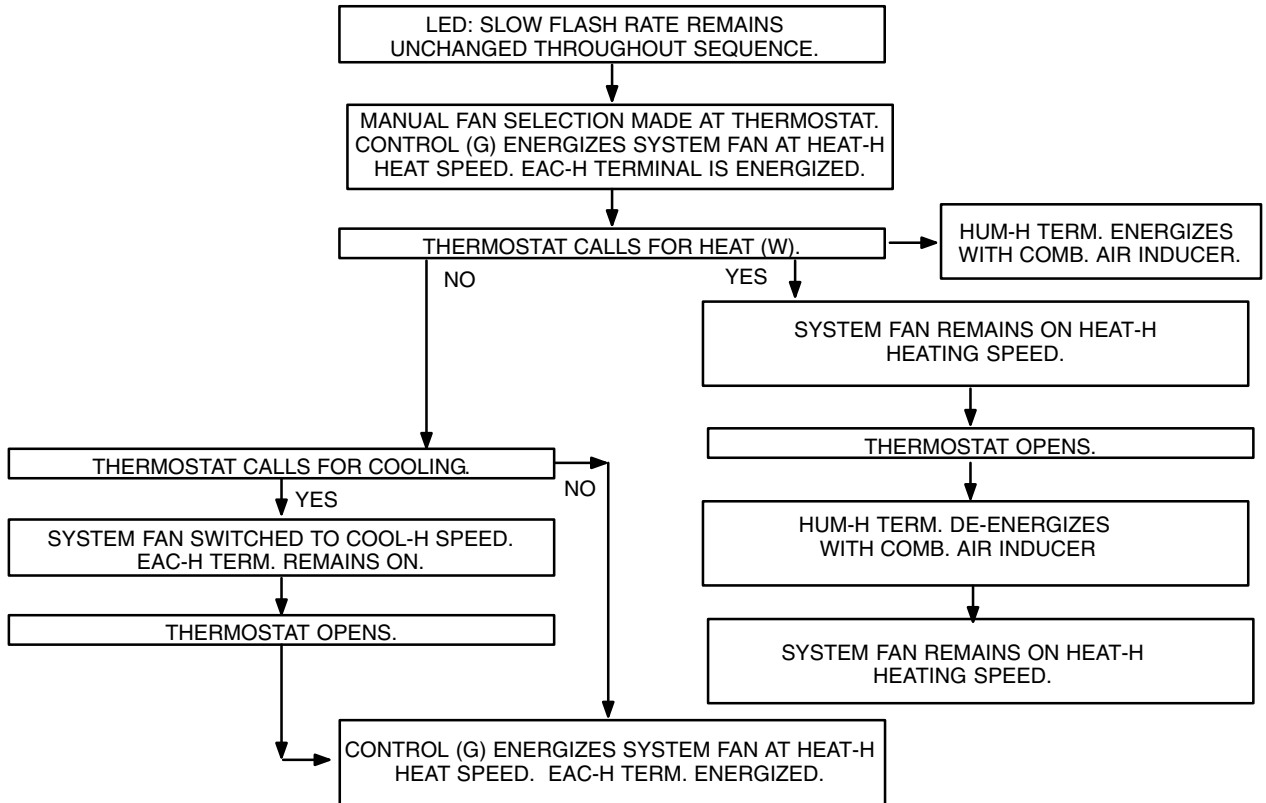 LED: SLOW FLASH RATE REMAINS
UNCHANGED THROUGHOUT SEQUENCE.
MANUAL FAN SELECTION MADE AT THERMOSTAT.
CONTROL (G) ENERGIZES SYSTEM FAN AT HEAT-H
HEAT SPEED. EAC-H TERMINAL IS ENERGIZED.
THERMOSTAT CALLS FOR HEAT (W).
HUM-H TERM. ENERGIZES
WITH COMB. AIR INDUCER.
NO
YES
SYSTEM FAN REMAINS ON HEAT-H
HEATING SPEED.
THERMOSTAT OPENS.
HUM-H TERM. DE-ENERGIZES
WITH COMB. AIR INDUCER
SYSTEM FAN REMAINS ON HEAT-H
HEATING SPEED.
THERMOSTAT CALLS FOR COOLING.
NO
YES
SYSTEM FAN SWITCHED TO COOL-H SPEED.
EAC-H TERM. REMAINS ON.
THERMOSTAT OPENS.
CONTROL (G) ENERGIZES SYSTEM FAN AT HEAT-H
HEAT SPEED. EAC-H TERM. ENERGIZED.